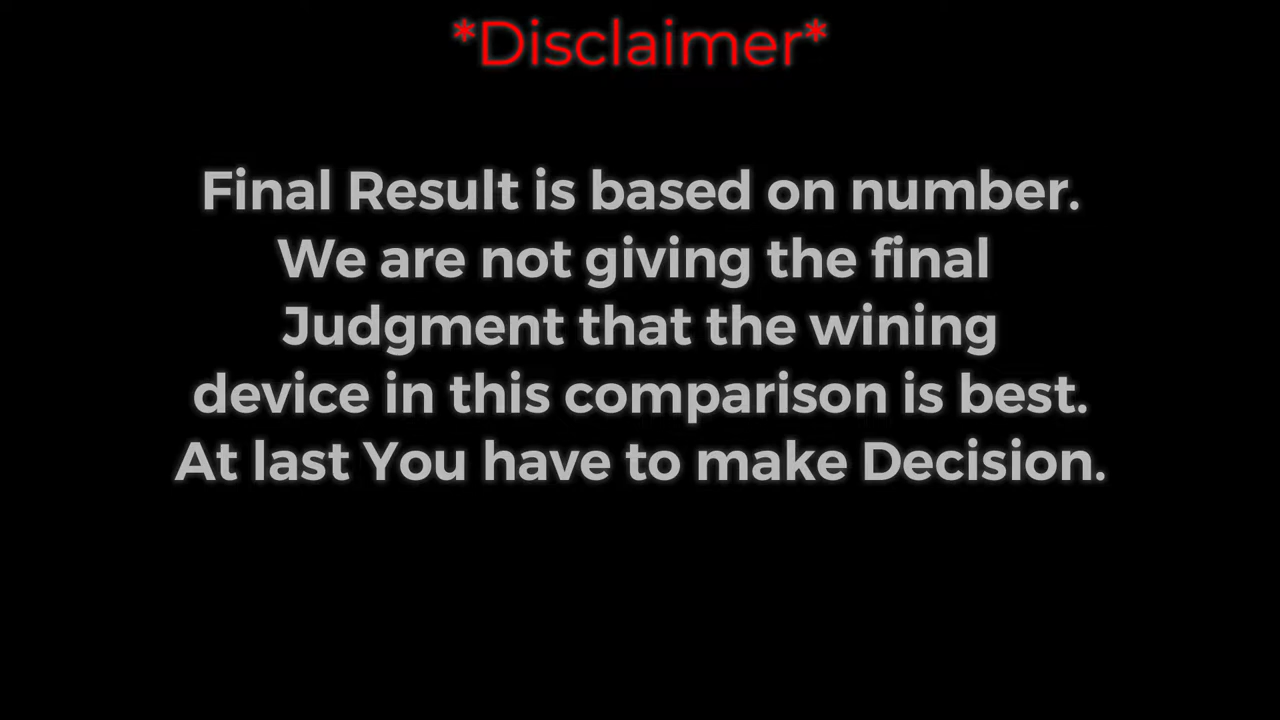 *Disclaimer*
Final Result is based on number.
We are not giving the final
Judgment that the wining
device in this comparison is best.
At last You have to make Decision.